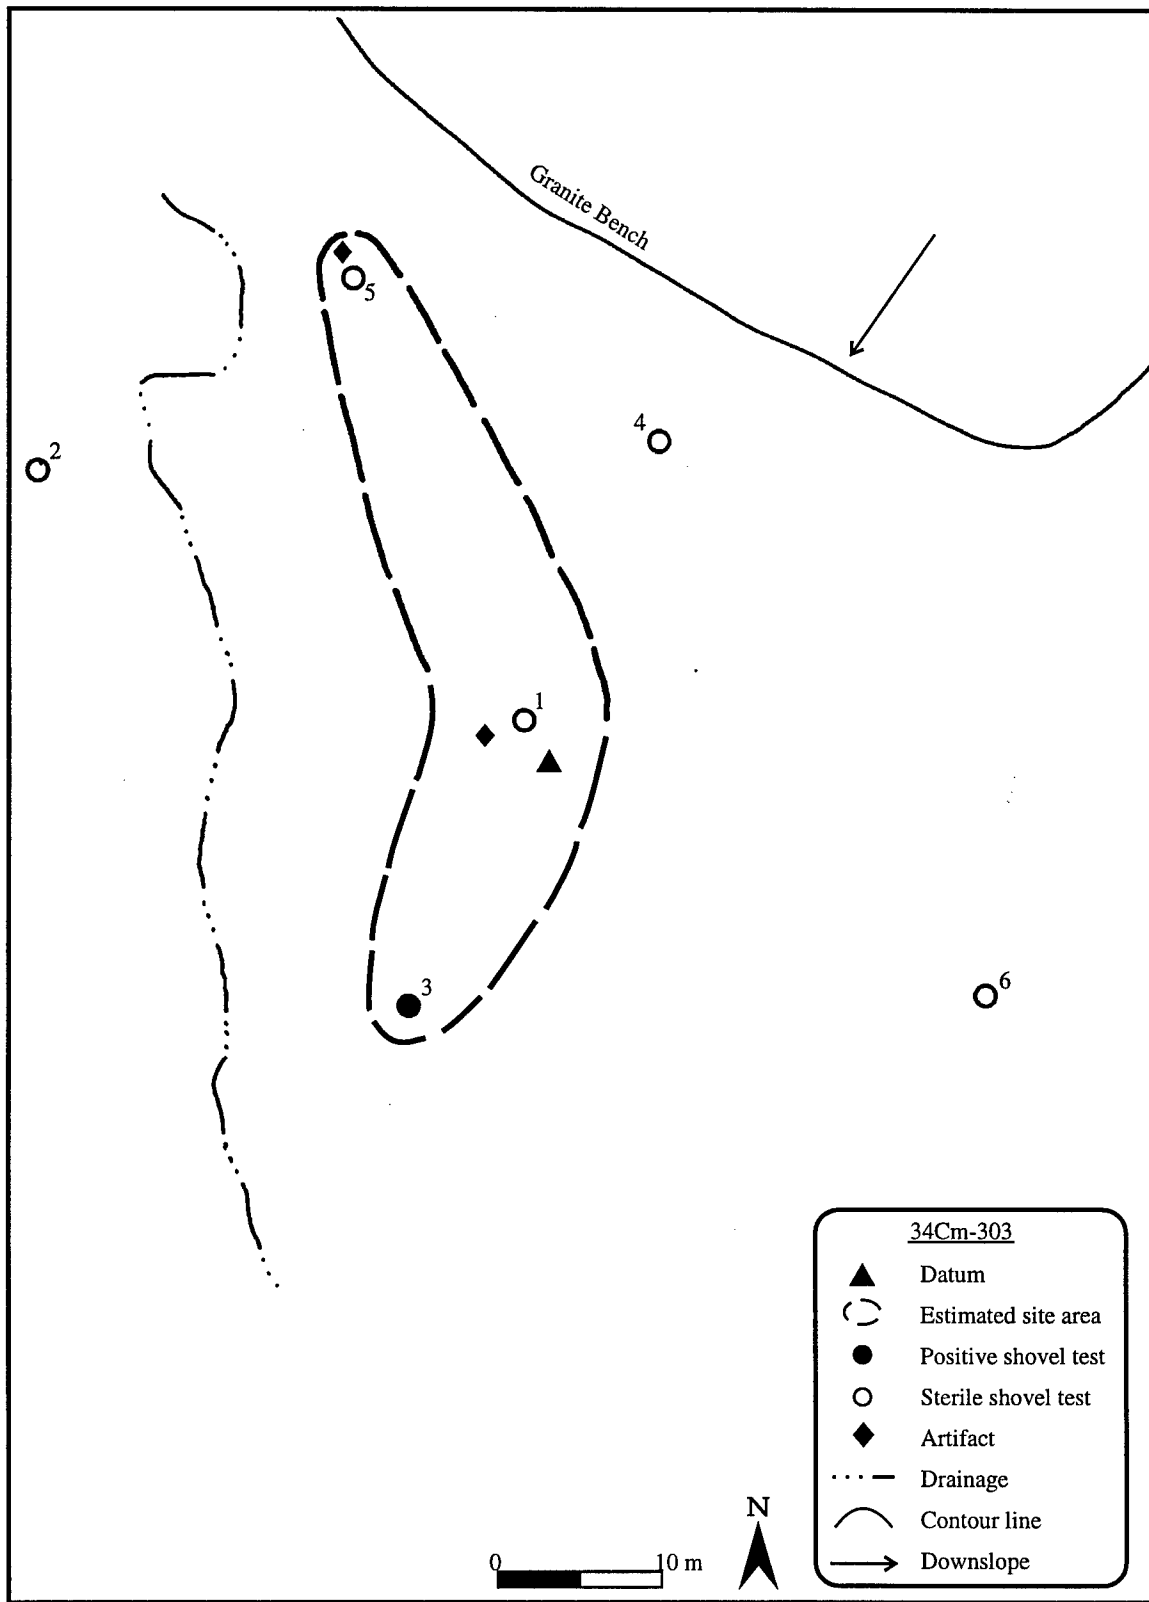 Granite Bench
5
4
2
1
3
6
34Cm-303
Datum
Estimated site area
Positive shovel test
Sterile shovel test
Artifact
Drainage
Contour line
Downslope
N
0 10 m